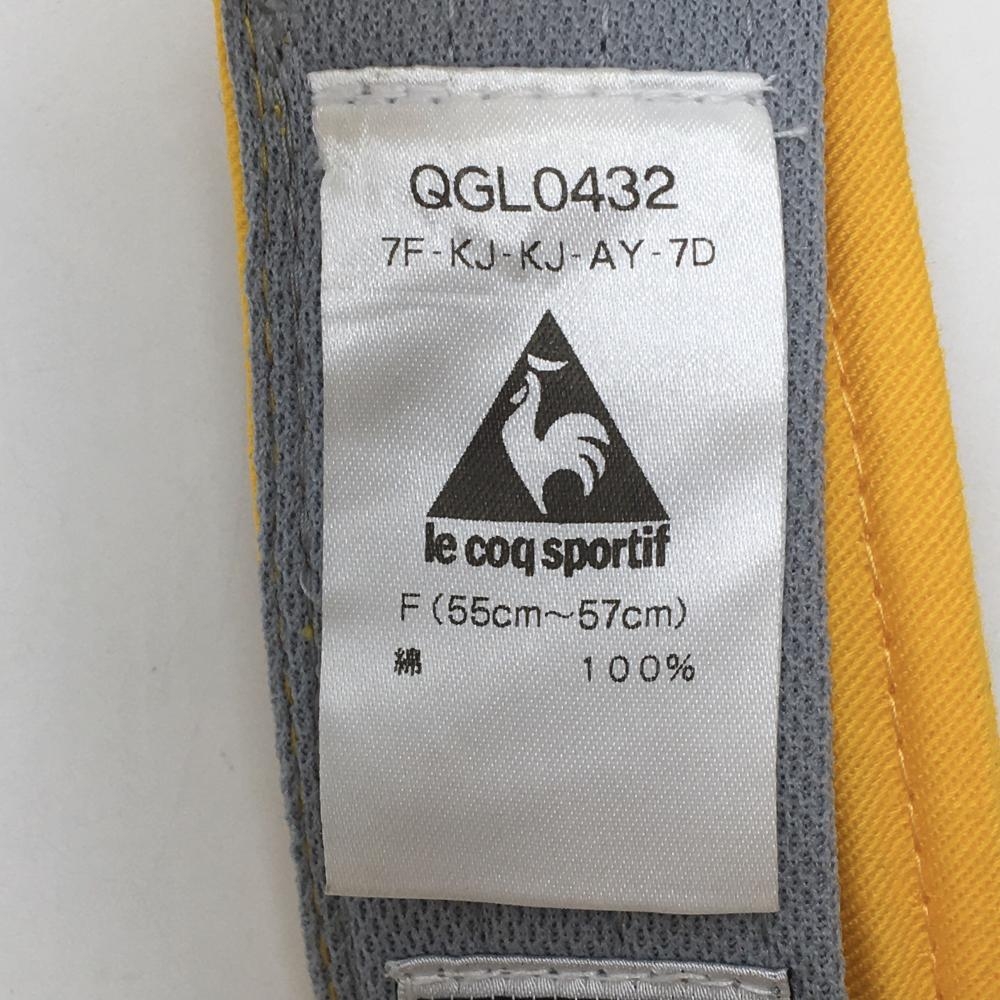 QGL0432
7F-KJ-KJ-AY-7D
le coq sportif
F(55cm~57cm)
綿 100%